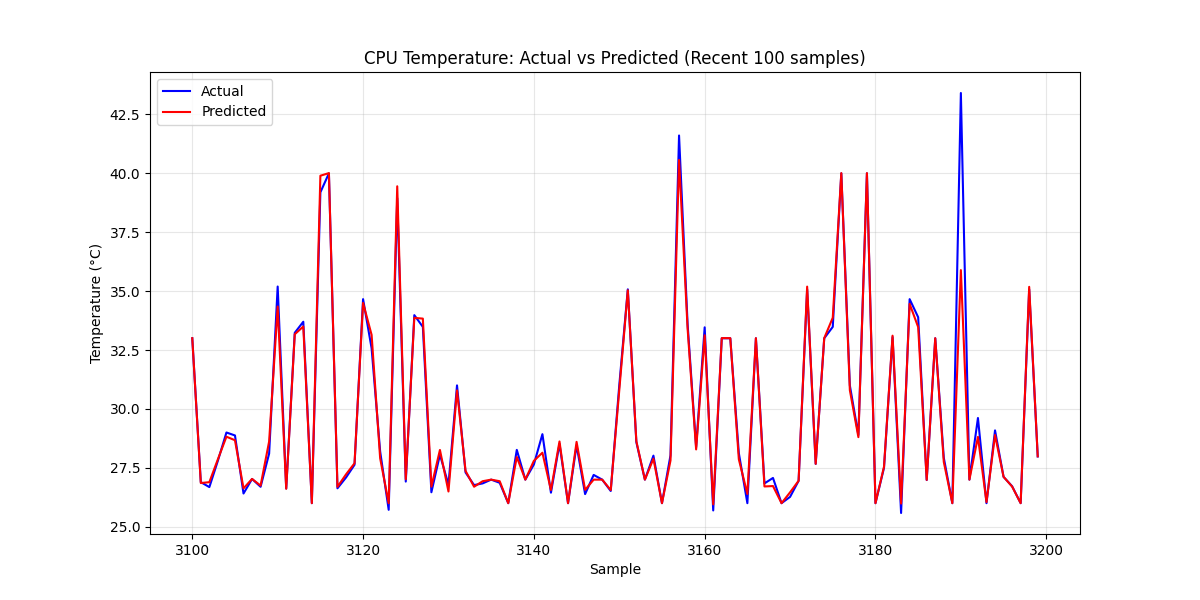 CPU Temperature: Actual vs Predicted (Recent 100 samples)
Actual
Predicted
42.5
40.0
37.5
35.0
32.5
30.0
27.5
25.0
Temperature (°C)
3100 3120 3140 3160 3180 3200
Sample